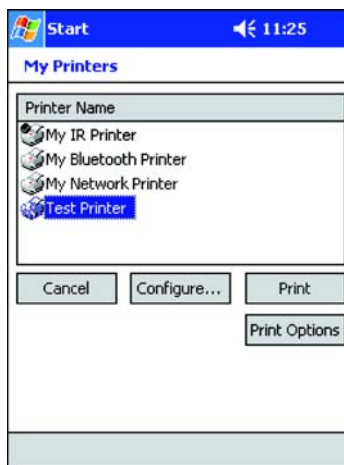 Start 11:25
My Printers
Printer Name
My IR Printer
My Bluetooth Printer
My Network Printer
Test Printer
Cancel Configure... Print
Print Options